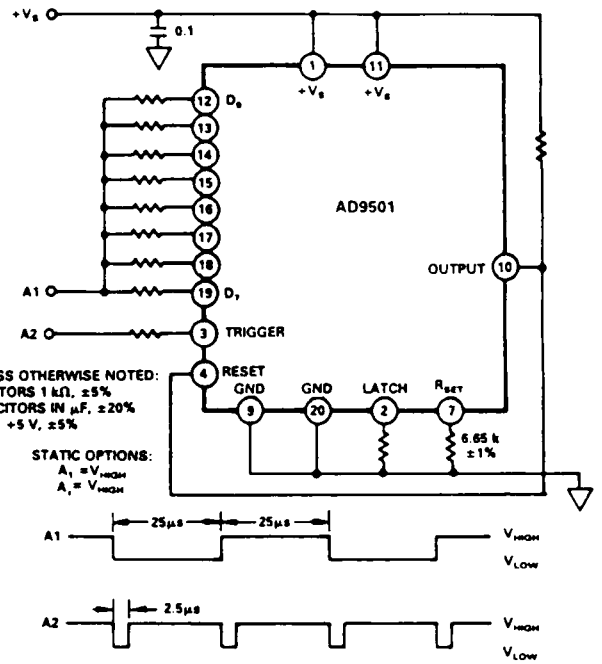 +Vs
0.1
1
11
+Vs
+Vs
12
D0
13
14
15
AD9501
16
17
18
OUTPUT
10
A1
19
D7
A2
3
TRIGGER
4
RESET
SS OTHERWISE NOTED:
TORS 1 kΩ, ±5%
CITORS IN μF, ±20%
+5 V, ±5%
GND
GND
LATCH
RSET
9
20
2
7
6.65 k
±1%
STATIC OPTIONS:
A1 = VHIGH
= VHIGH
25μs
25μs
A1
VHIGH
VLOW
2.5μs
A2
VHIGH
VLOW